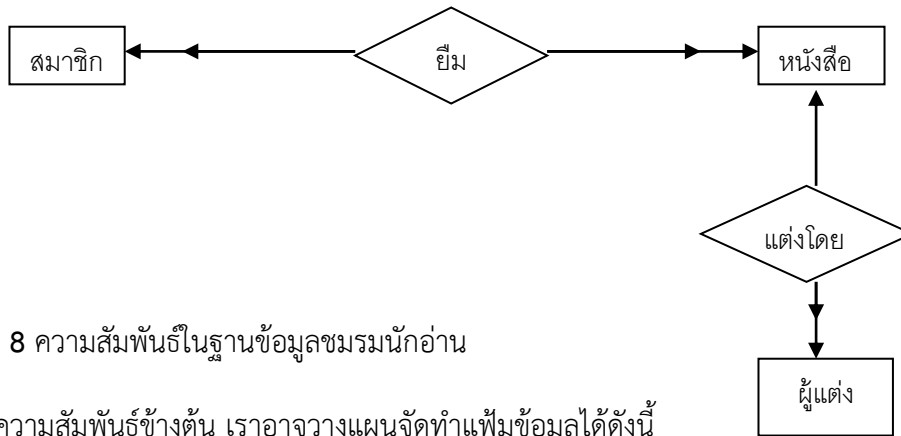 สมาชิก
ยืม
หนังสือ
แต่งโดย
8 ความสัมพันธ์ในฐานข้อมูลชมรมนักอ่าน
ผู้แต่ง
ความสัมพันธ์ข้างต้น เราอาจวางแผนจัดทำแฟ้มข้อมูลได้ดังนี้